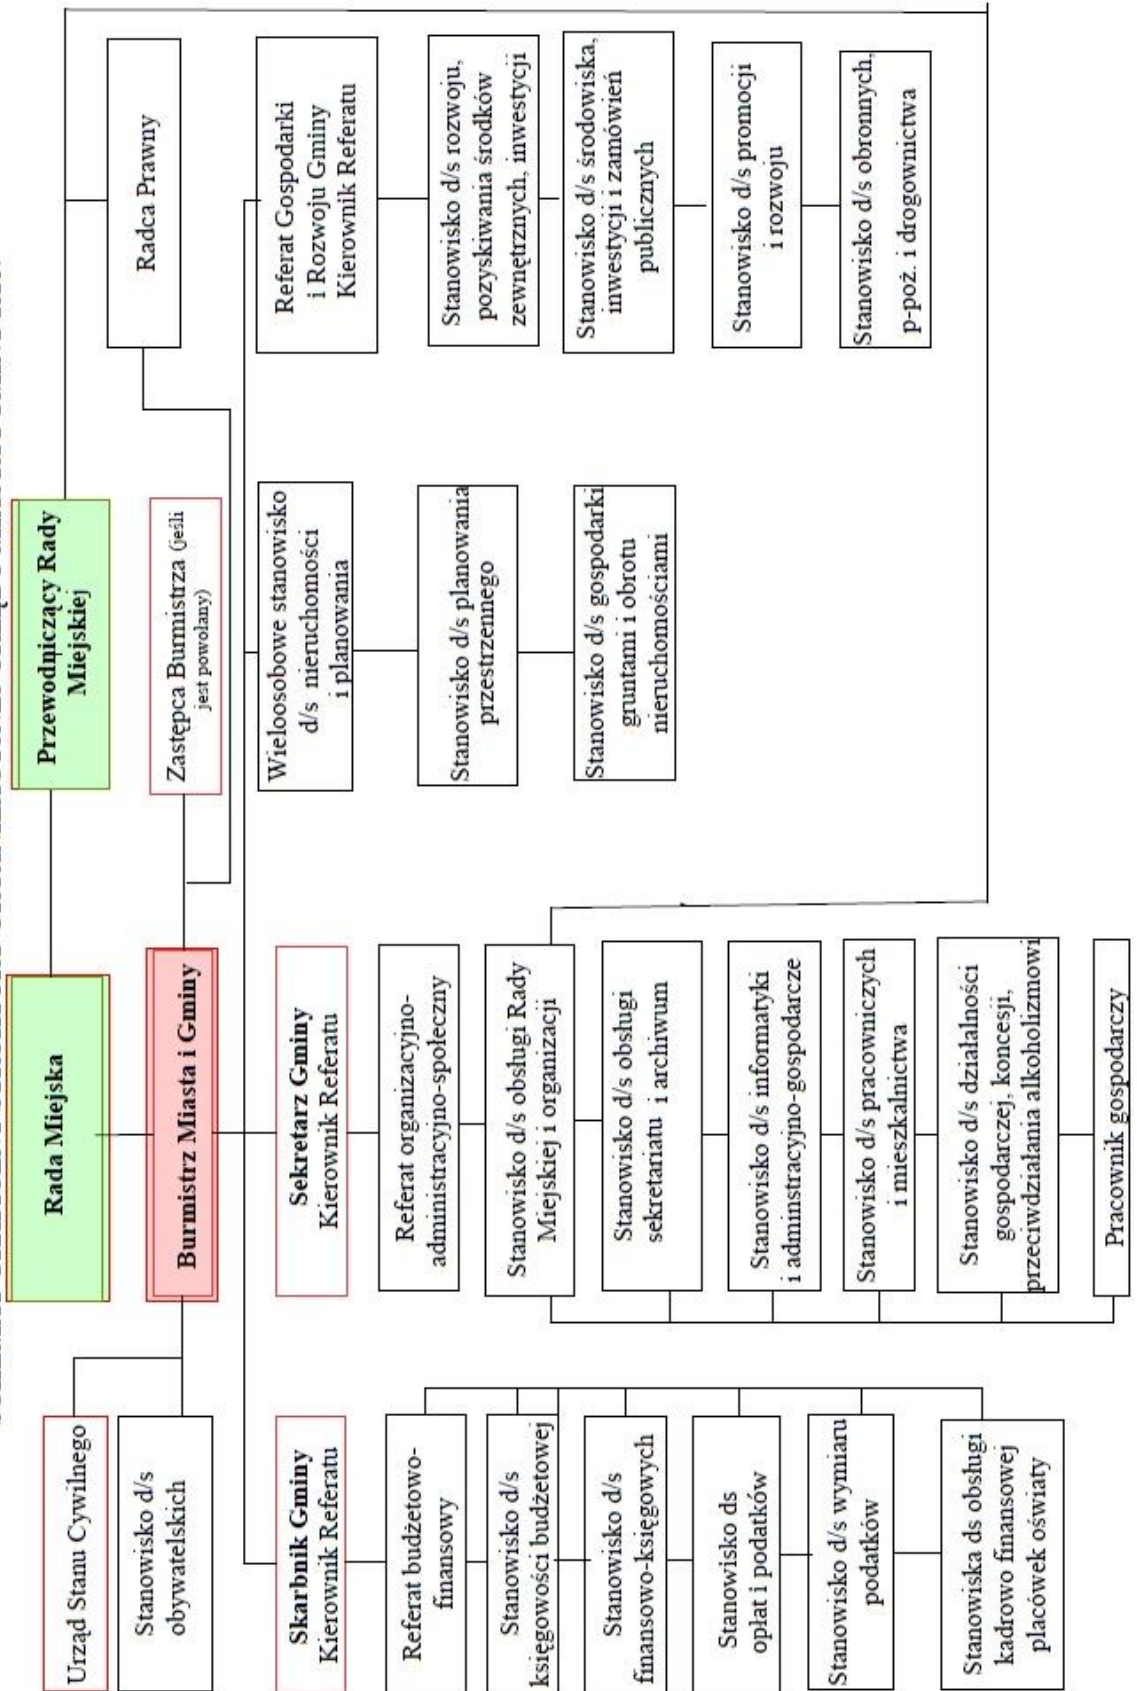 Rada Miejska
Przewodniczący Rady
Miejskiej
Urząd Stanu Cywilnego
Stanowisko d/s
obywatelskich
Burmistrz Miasta i Gminy
Zastępca Burmistrza (jeśli
jest powołany)
Radca Prawny
Skarbnik Gminy
Kierownik Referatu
Referat budżetowo-
finansowy
Stanowisko d/s
księgowości budżetowej
Stanowisko d/s
finansowo-księgowych
Stanowisko ds
opłat i podatków
Stanowisko d/s wymiaru
podatków
Stanowiska ds obsługi
kadrowo finansowej
placówek oświaty
Sekretarz Gminy
Kierownik Referatu
Referat organizacyjno-
administracyjno-społeczny
Stanowisko d/s obsługi Rady
Miejskiej i organizacji
Stanowisko d/s obsługi
sekretariatu i archiwum
Stanowisko d/s informatyki
i adminstracyjno-gospodarcze
Stanowisko d/s pracowniczych
i mieszkalnictwa
Stanowisko d/s działalności
gospodarczej, koncesji,
przeciwdziałania alkoholizmowi
Pracownik gospodarczy
Wieloosobowe stanowisko
d/s nieruchomości
i planowania
Stanowisko d/s planowania
przestrzennego
Stanowisko d/s gospodarki
gruntami i obrotu
nieruchomościami
Referat Gospodarki
i Rozwoju Gminy
Kierownik Referatu
Stanowisko d/s rozwoju,
pozyskiwania środków
zewnętrznych, inwestycji
Stanowisko d/s środowiska,
inwestycji i zamówień
publicznych
Stanowisko d/s promocji
i rozwoju
Stanowisko d/s obronnych,
p-poż. i drogownictwa